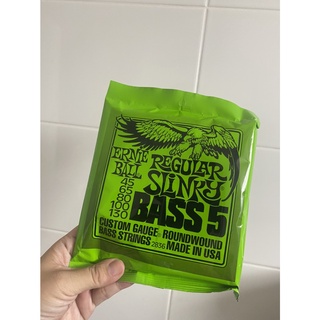 ERNIE BALL
REGULAR SLINKY
BASS 5
45
65
80
100
130
CUSTOM GAUGE ROUNDWOUND
BASS STRINGS 2836 MADE IN USA